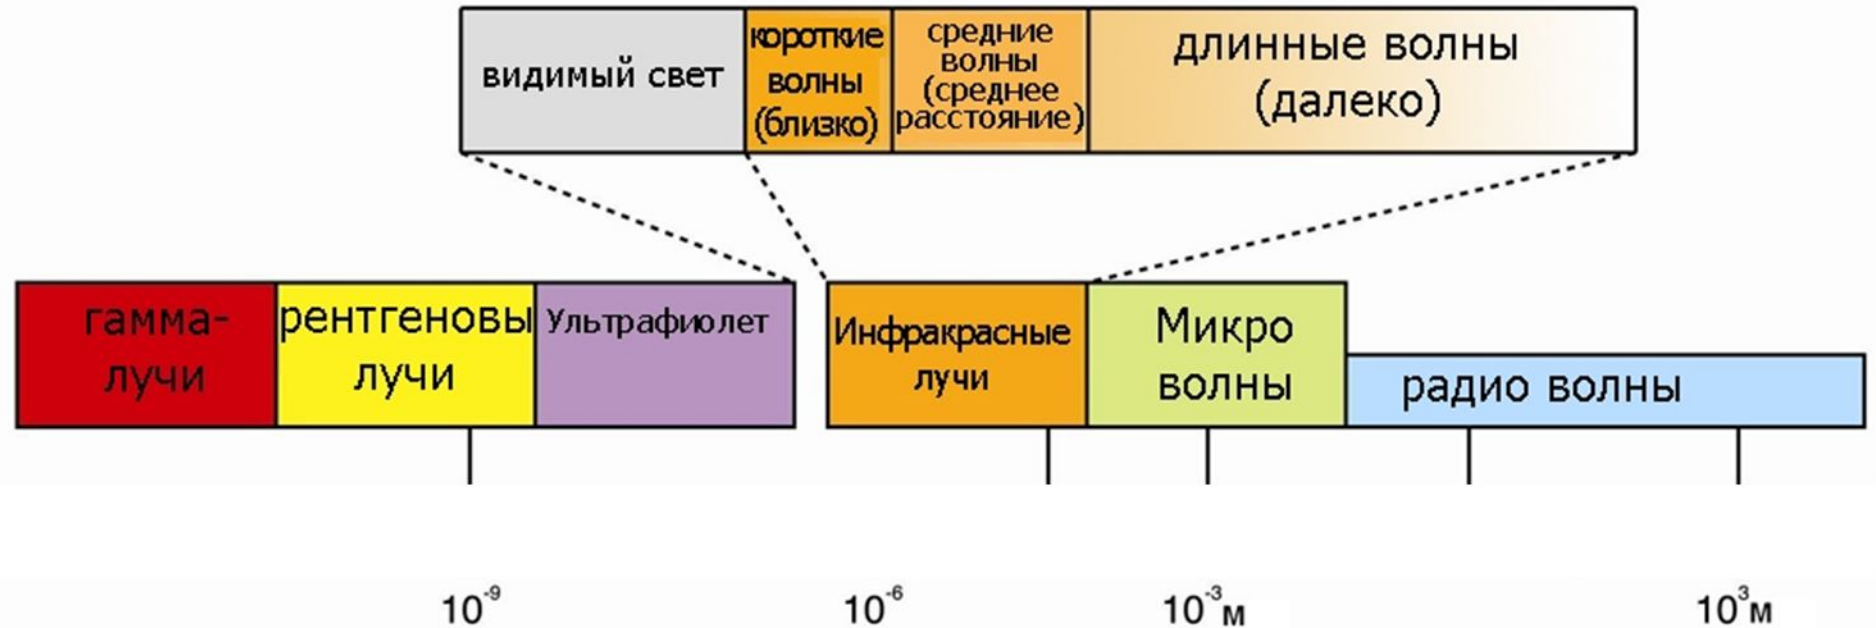 видимый свет
короткие
волны
(близко)
средние
волны
(среднее
расстояние)
длинные волны
(далеко)
гамма-
лучи
рентгеновы
лучи
Ультрафиолет
Инфракрасные
лучи
Микро
волны
радио волны
10⁻⁹ 10⁻⁶ 10⁻³м 10³м